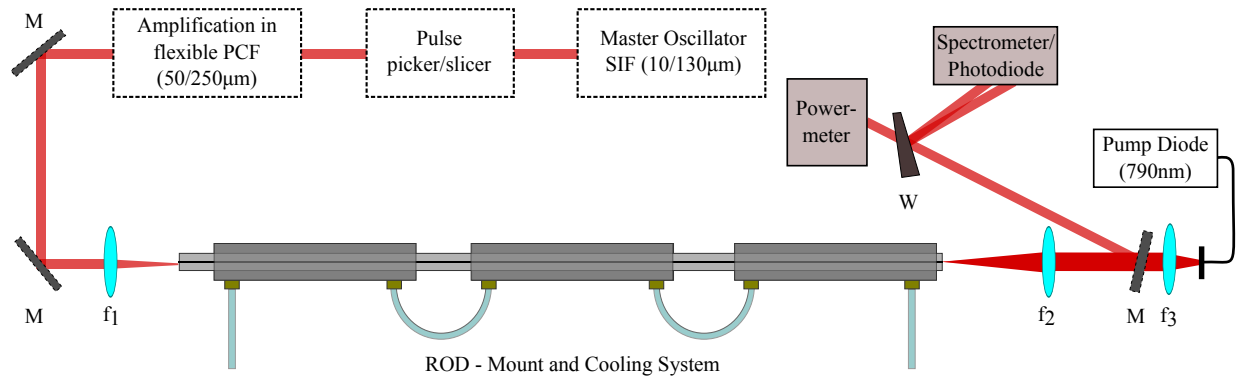 M
Amplification in
flexible PCF
(50/250μm)
Pulse
picker/slicer
Master Oscillator
SIF (10/130μm)
Spectrometer/
Photodiode
Power-
meter
Pump Diode
(790nm)
W
M
f1
f2
M
f3
ROD - Mount and Cooling System